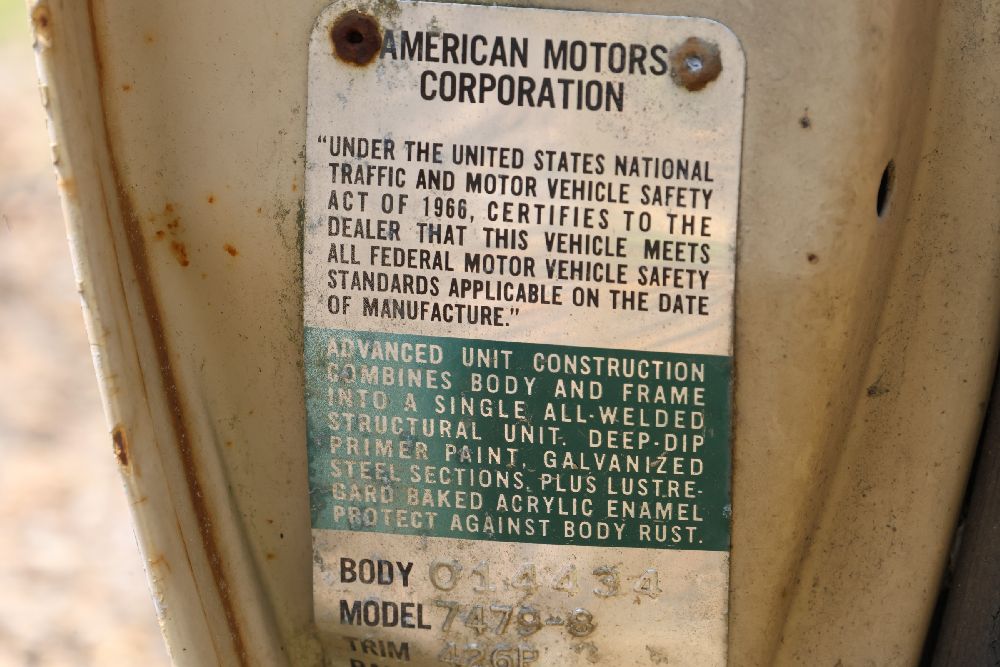 AMERICAN MOTORS
CORPORATION
"UNDER THE UNITED STATES NATIONAL
TRAFFIC AND MOTOR VEHICLE SAFETY
ACT OF 1966, CERTIFIES TO THE
DEALER THAT THIS VEHICLE MEETS
ALL FEDERAL MOTOR VEHICLE SAFETY
STANDARDS APPLICABLE ON THE DATE
OF MANUFACTURE."
ADVANCED UNIT CONSTRUCTION
COMBINES BODY AND FRAME
INTO A SINGLE ALL-WELDED
STRUCTURAL UNIT. DEEP-DIP
PRIMER PAINT, GALVANIZED
STEEL SECTIONS, PLUS LUSTRE-
GARD BAKED ACRYLIC ENAMEL
PROTECT AGAINST BODY RUST.
BODY 014434
MODEL 7479-8
TRIM